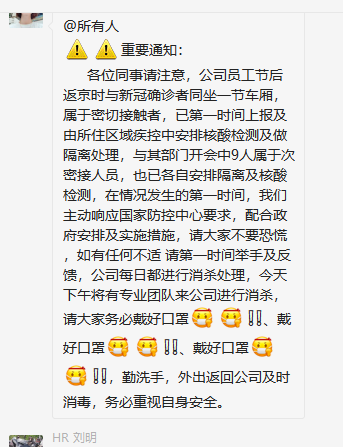 @所有人
⚠️⚠️重要通知：
各位同事请注意，公司员工节后
返京时与新冠确诊者同坐一节车厢，
属于密切接触者，已第一时间上报及
由所住区域疾控中安排核酸检测及做
隔离处理，与其部门开会中9人属于次
密接人员，也已各自安排隔离及核酸
检测，在情况发生的第一时间，我们
主动响应国家防控中心要求，配合政
府安排及实施措施，请大家不要恐慌
，如有任何不适 请第一时间举手及反
馈，公司每日都进行消杀处理，今天
下午将有专业团队来公司进行消杀，
请大家务必戴好口罩😷😷‼️、戴
好口罩😷😷‼️、戴好口罩😷
😷‼️，勤洗手，外出返回公司及时
消毒，务必重视自身安全。
HR 刘明